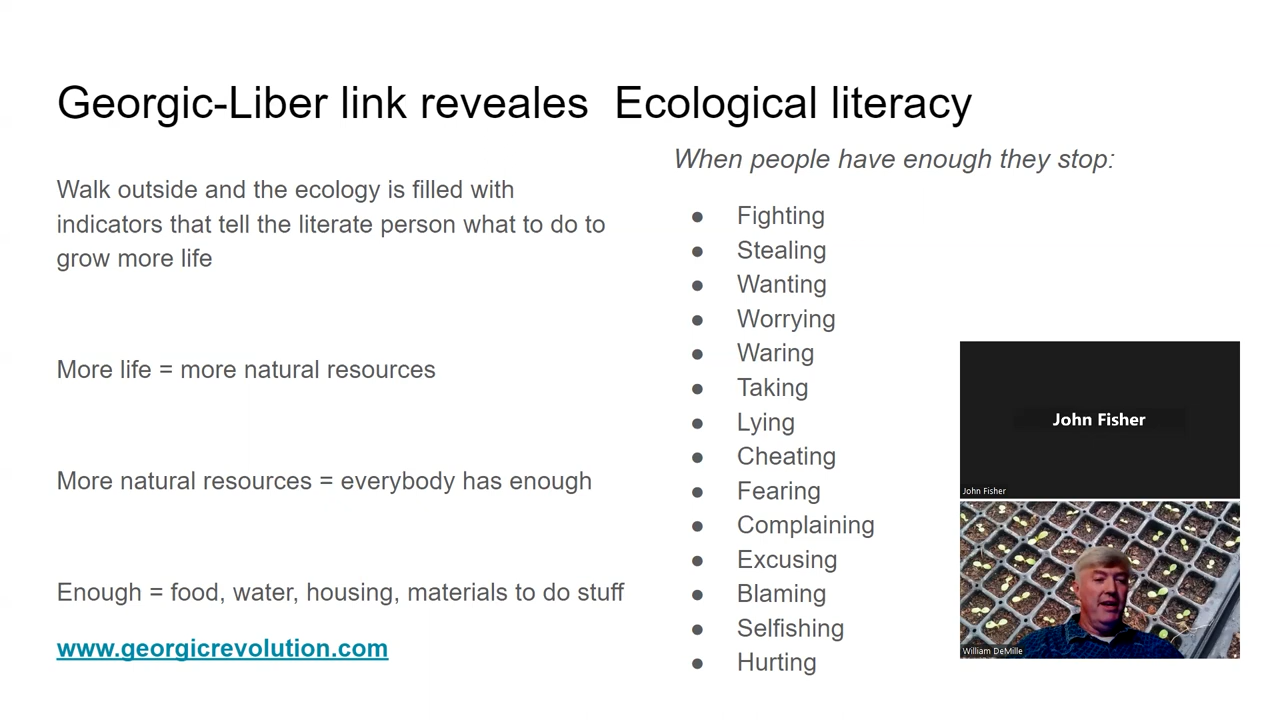 Georgic-Liber link reveales  Ecological literacy
Walk outside and the ecology is filled with
indicators that tell the literate person what to do to
grow more life
More life = more natural resources
More natural resources = everybody has enough
Enough = food, water, housing, materials to do stuff
www.georgicrevolution.com
When people have enough they stop:
● Fighting
● Stealing
● Wanting
● Worrying
● Waring
● Taking
● Lying
● Cheating
● Fearing
● Complaining
● Excusing
● Blaming
● Selfishing
● Hurting
John Fisher
John Fisher
William DeMille